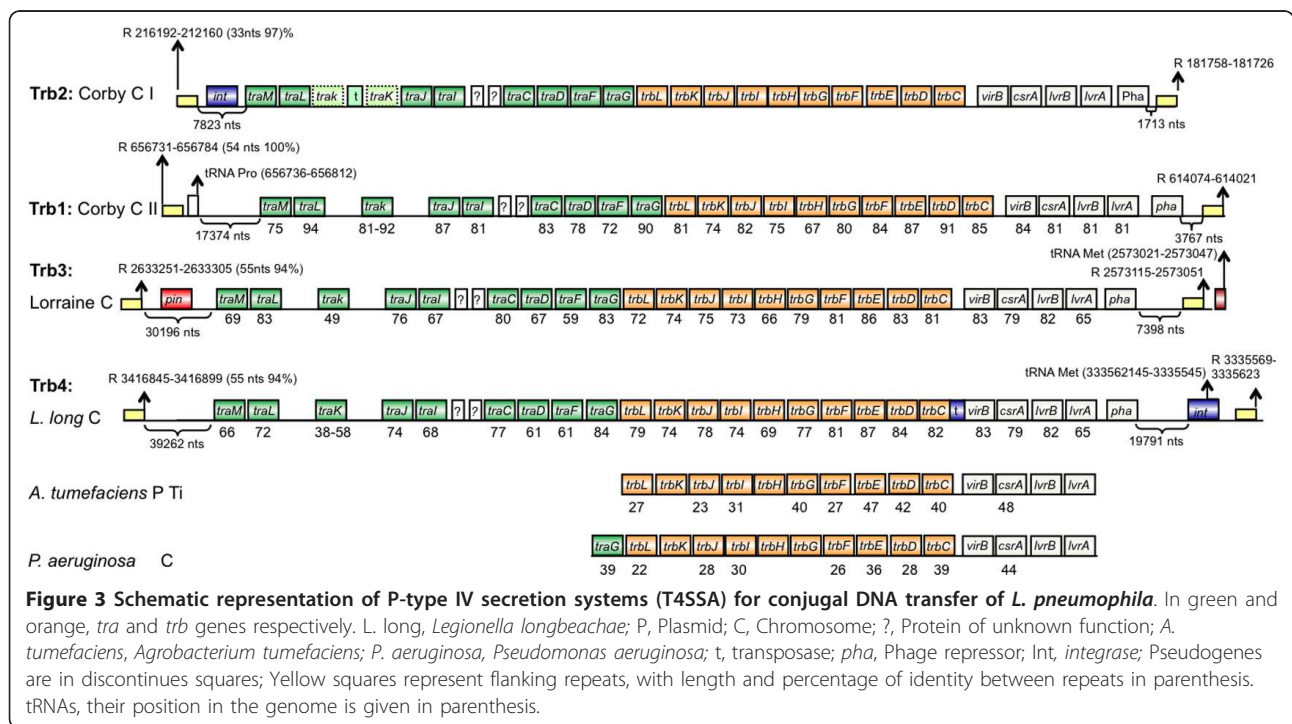 R 216192-212160 (33nts 97)%
R 181758-181726
Trb2: Corby C I
int traM traL trak t traK traJ traI ? ? traC traD traF traG trbL trbK trbJ trbI trbH trbG trbF trbE trbD trbC virB csrA lvrB lvrA Pha
7823 nts
1713 nts
R 656731-656784 (54 nts 100%)
tRNA Pro (656736-656812)
R 614074-614021
Trb1: Corby C II
traM traL trak traJ traI ? ? traC traD traF traG trbL trbK trbJ trbI trbH trbG trbF trbE trbD trbC virB csrA lvrB lvrA pha
17374 nts
75 94 81-92 87 81 83 78 72 90 81 74 82 75 67 80 84 87 91 85 84 81 81 81
3767 nts
tRNA Met (2573021-2573047)
Trb3:
R 2633251-2633305 (55nts 94%)
R 2573115-2573051
Lorraine C
pin traM traL trak traJ traI ? ? traC traD traF traG trbL trbK trbJ trbI trbH trbG trbF trbE trbD trbC virB csrA lvrB lvrA pha
30196 nts
69 83 49 76 67 80 67 59 83 72 74 75 73 66 79 81 86 83 81 83 79 82 65
7398 nts
Trb4:
R 3416845-3416899 (55 nts 94%)
tRNA Met (333562145-3335545)
R 3335569-
3335623
L. long C
traM traL traK traJ traI ? ? traC traD traF traG trbL trbK trbJ trbI trbH trbG trbF trbE trbD trbC t virB csrA lvrB lvrA pha int
39262 nts
66 72 38-58 74 68 77 61 61 84 79 74 78 74 69 77 81 87 84 82 83 79 82 65
19791 nts
A. tumefaciens P Ti
trbL trbK trbJ trbI trbH trbG trbF trbE trbD trbC virB csrA lvrB lvrA
27 23 31 40 27 47 42 40 48
P. aeruginosa C
traG trbL trbK trbJ trbI trbH trbG trbF trbE trbD trbC virB csrA lvrB lvrA
39 22 28 30 26 36 28 39 44
Figure 3 Schematic representation of P-type IV secretion systems (T4SSA) for conjugal DNA transfer of L. pneumophila. In green and
orange, tra and trb genes respectively. L. long, Legionella longbeachae; P, Plasmid; C, Chromosome; ?, Protein of unknown function; A.
tumefaciens, Agrobacterium tumefaciens; P. aeruginosa, Pseudomonas aeruginosa; t, transposase; pha, Phage repressor; Int, integrase; Pseudogenes
are in discontinues squares; Yellow squares represent flanking repeats, with length and percentage of identity between repeats in parenthesis.
tRNAs, their position in the genome is given in parenthesis.